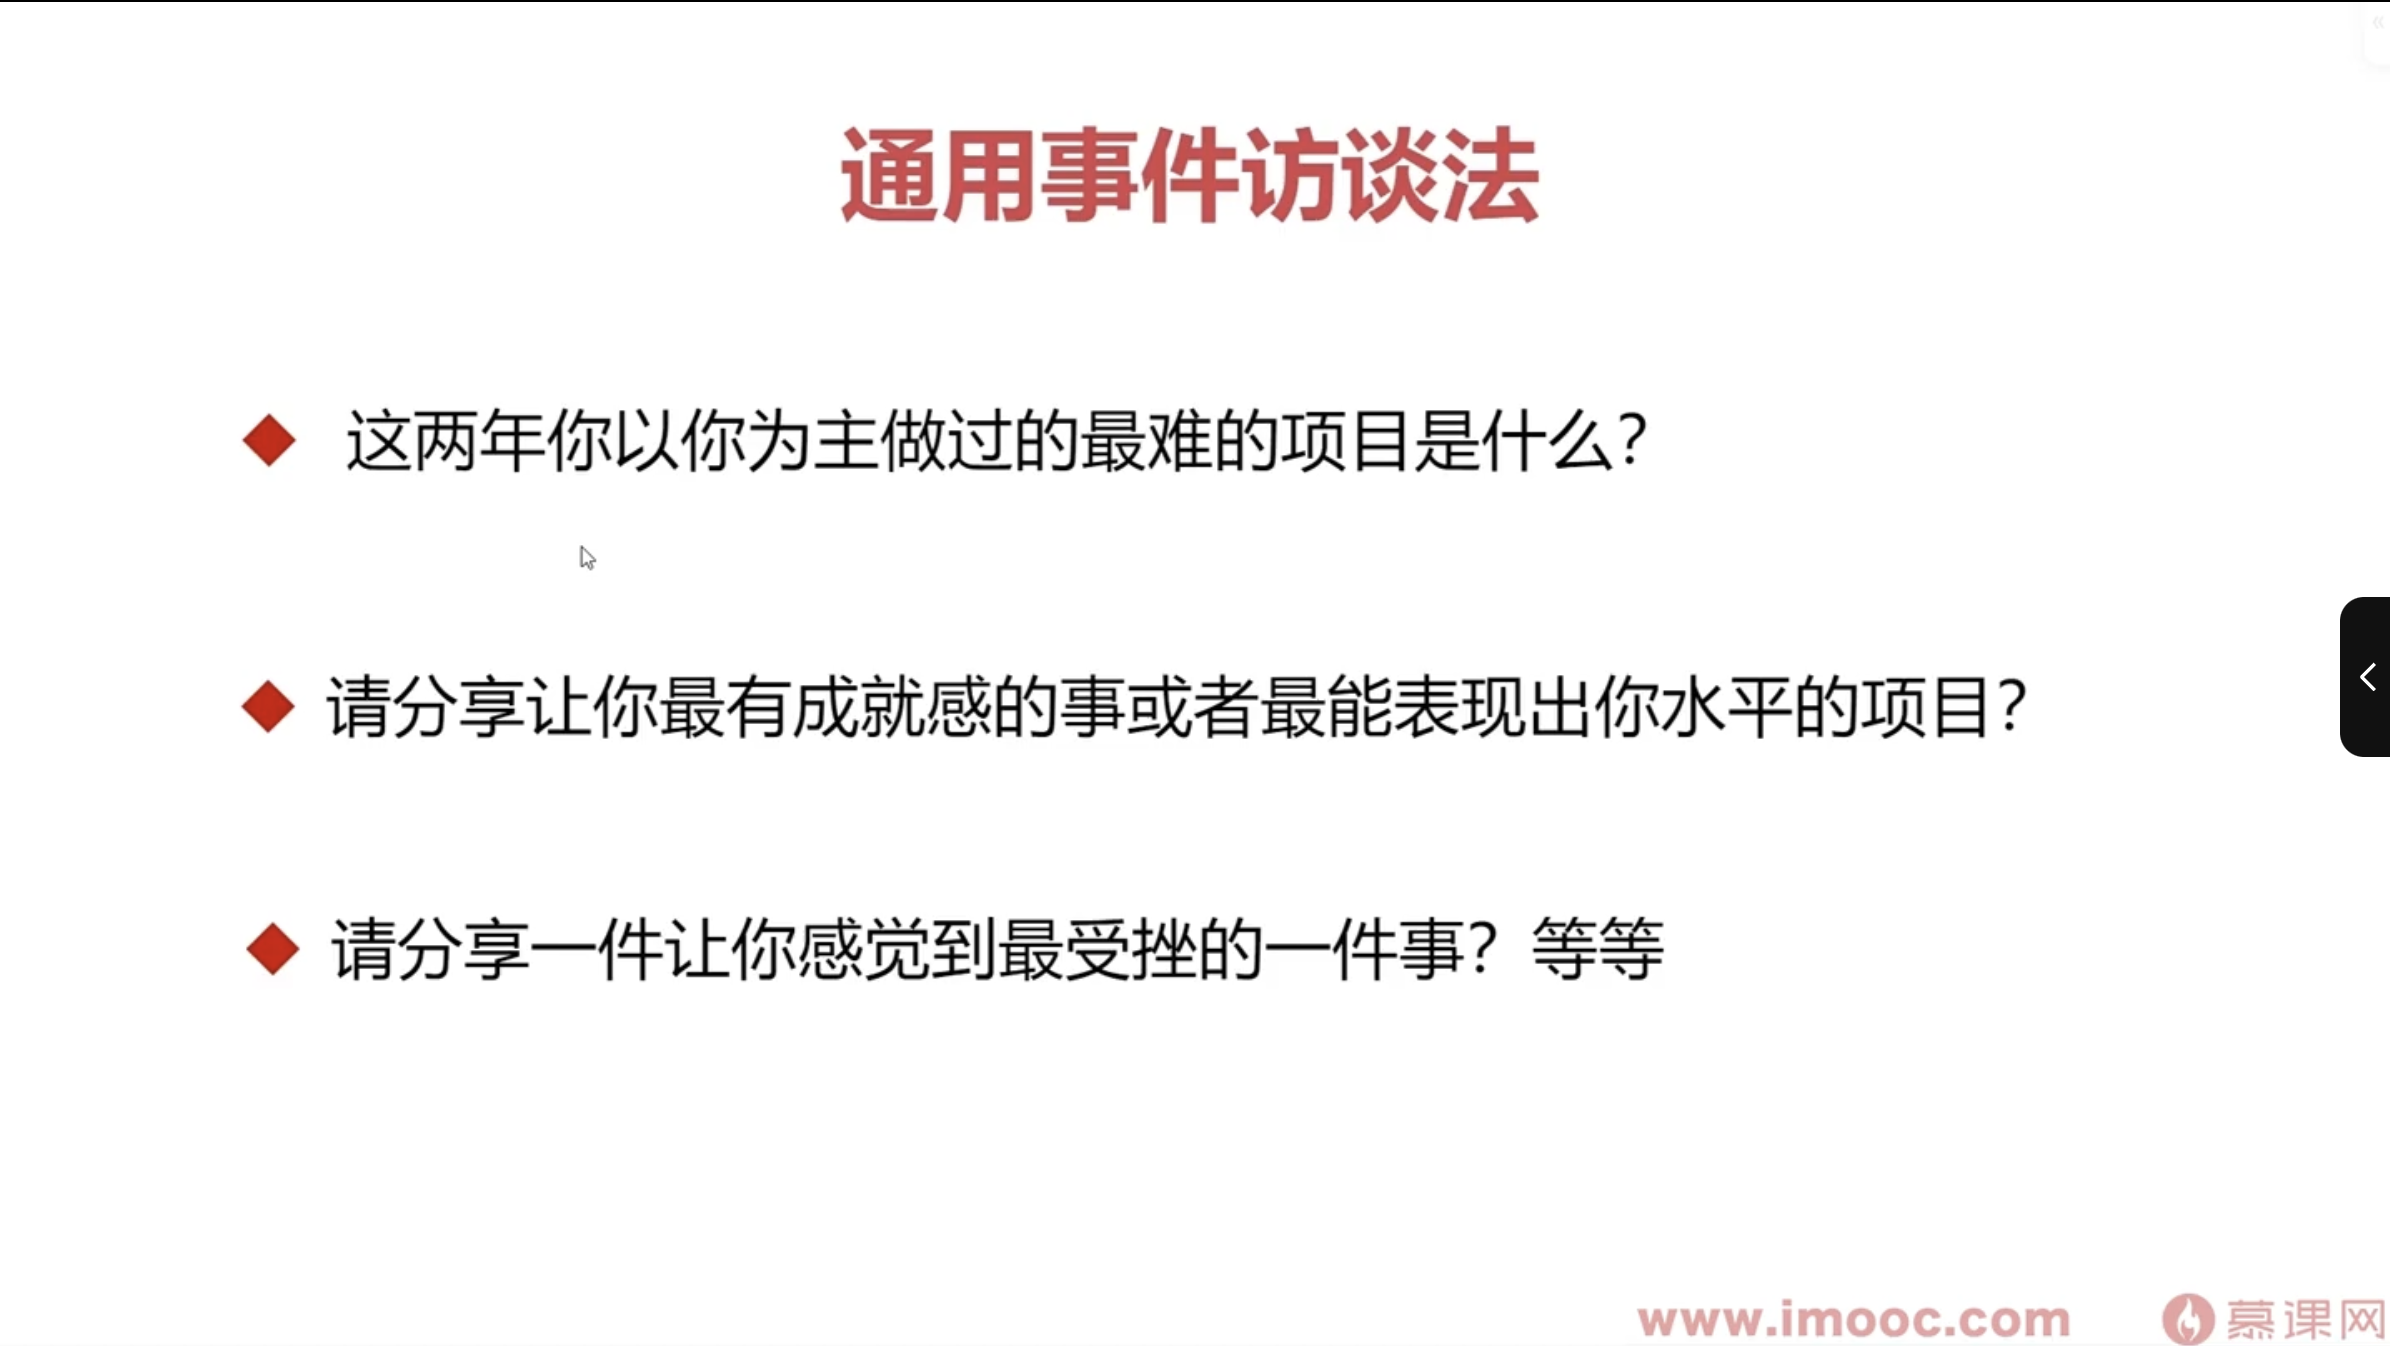 通用事件访谈法
这两年你以你为主做过的最难的项目是什么？
请分享让你最有成就感的事或者最能表现出你水平的项目？
请分享一件让你感觉到最受挫的一件事？等等
www.imooc.com 慕课网